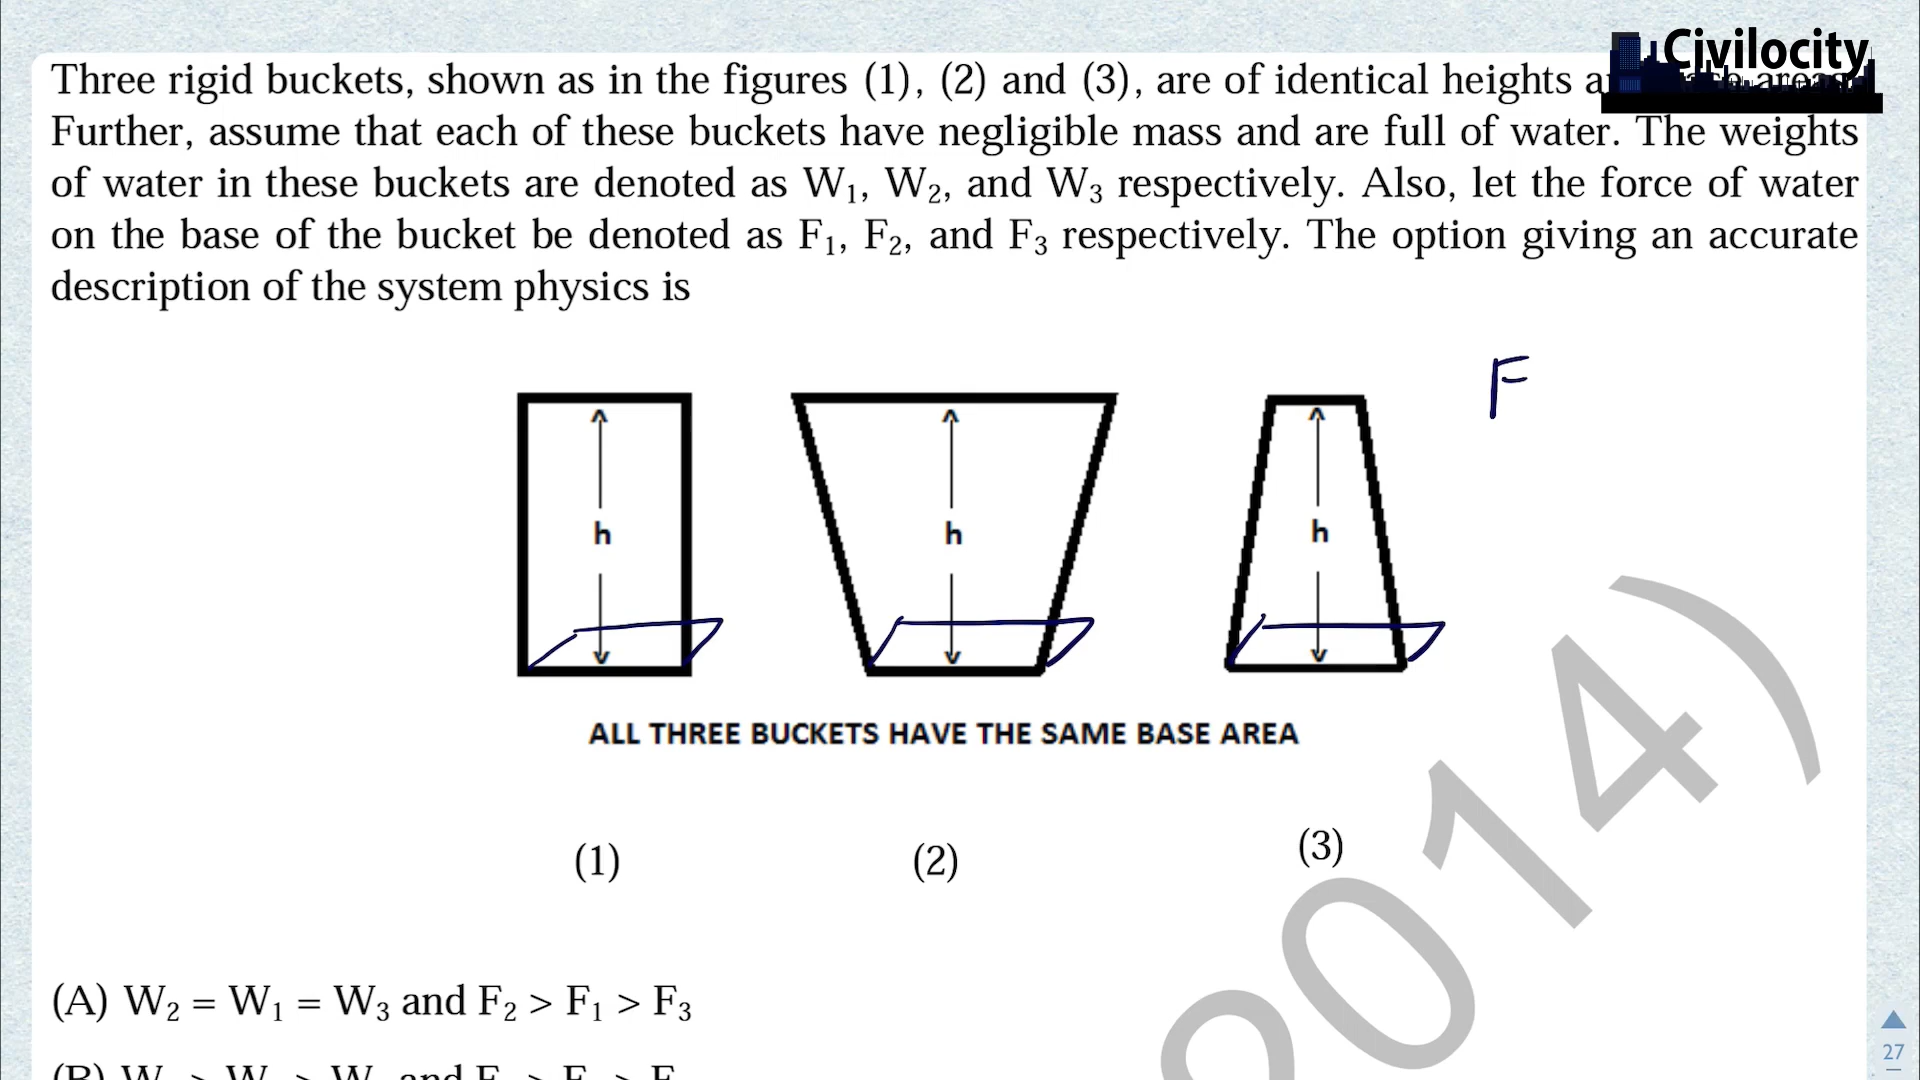 Civilocity
Three rigid buckets, shown as in the figures (1), (2) and (3), are of identical heights
Further, assume that each of these buckets have negligible mass and are full of water. The weights
of water in these buckets are denoted as W₁, W₂, and W₃ respectively. Also, let the force of water
on the base of the bucket be denoted as F₁, F₂, and F₃ respectively. The option giving an accurate
description of the system physics is
F
h h h
ALL THREE BUCKETS HAVE THE SAME BASE AREA
(1) (2) (3)
2014)
(A) W₂ = W₁ = W₃ and F₂ > F₁ > F₃
(B) W > W > W and F > F > F
27